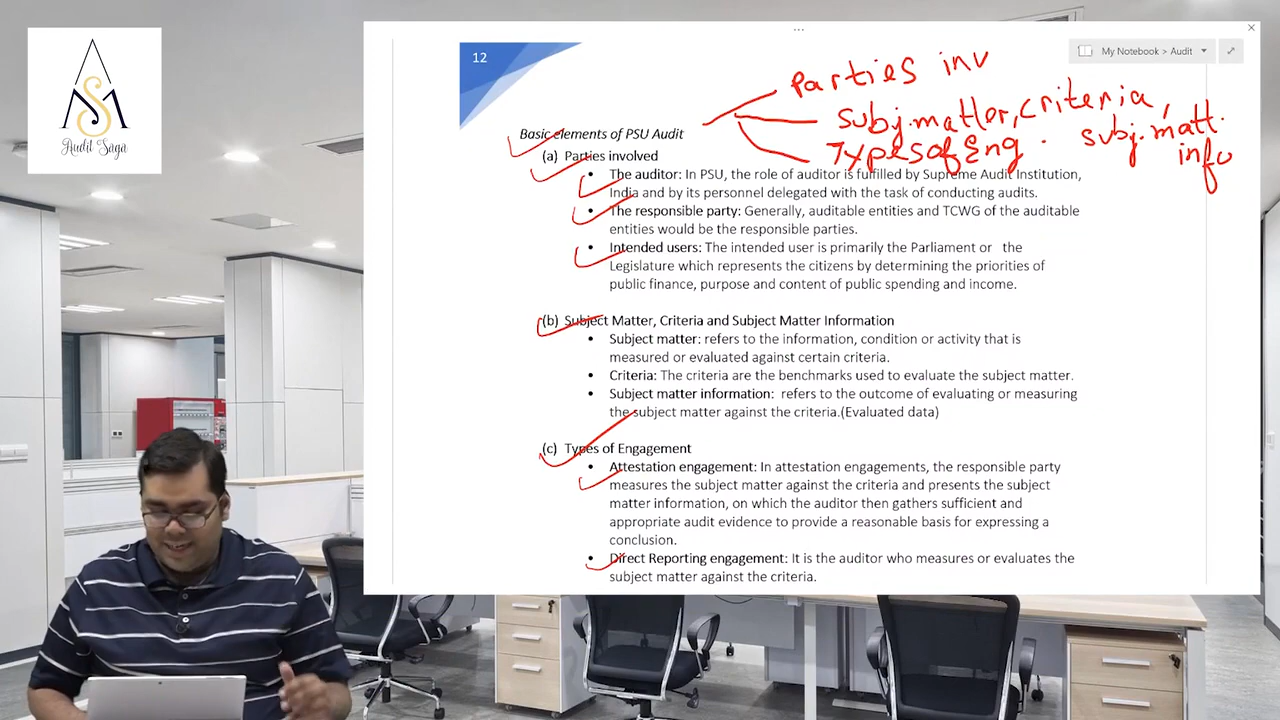 ASM
Audit Saga
12
My Notebook > Audit
Parties inv
Subj.matter, criteria,
subj.matt.
info
Types of Eng.
Basic elements of PSU Audit
(a) Parties involved
• The auditor: In PSU, the role of auditor is fulfilled by Supreme Audit Institution,
India and by its personnel delegated with the task of conducting audits.
• The responsible party: Generally, auditable entities and TCWG of the auditable
entities would be the responsible parties.
• Intended users: The intended user is primarily the Parliament or the
Legislature which represents the citizens by determining the priorities of
public finance, purpose and content of public spending and income.
(b) Subject Matter, Criteria and Subject Matter Information
• Subject matter: refers to the information, condition or activity that is
measured or evaluated against certain criteria.
• Criteria: The criteria are the benchmarks used to evaluate the subject matter.
• Subject matter information: refers to the outcome of evaluating or measuring
the subject matter against the criteria.(Evaluated data)
(c) Types of Engagement
• Attestation engagement: In attestation engagements, the responsible party
measures the subject matter against the criteria and presents the subject
matter information, on which the auditor then gathers sufficient and
appropriate audit evidence to provide a reasonable basis for expressing a
conclusion.
• Direct Reporting engagement: It is the auditor who measures or evaluates the
subject matter against the criteria.